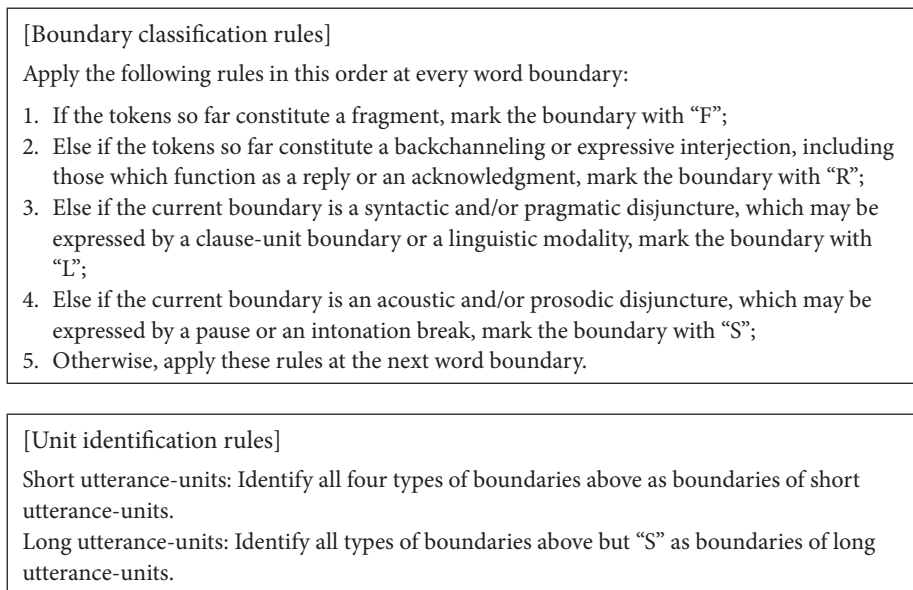 [Boundary classification rules]
Apply the following rules in this order at every word boundary:
1. If the tokens so far constitute a fragment, mark the boundary with “F”;
2. Else if the tokens so far constitute a backchanneling or expressive interjection, including
those which function as a reply or an acknowledgment, mark the boundary with “R”;
3. Else if the current boundary is a syntactic and/or pragmatic disjuncture, which may be
expressed by a clause-unit boundary or a linguistic modality, mark the boundary with
“L”;
4. Else if the current boundary is an acoustic and/or prosodic disjuncture, which may be
expressed by a pause or an intonation break, mark the boundary with “S”;
5. Otherwise, apply these rules at the next word boundary.
[Unit identification rules]
Short utterance-units: Identify all four types of boundaries above as boundaries of short
utterance-units.
Long utterance-units: Identify all types of boundaries above but “S” as boundaries of long
utterance-units.